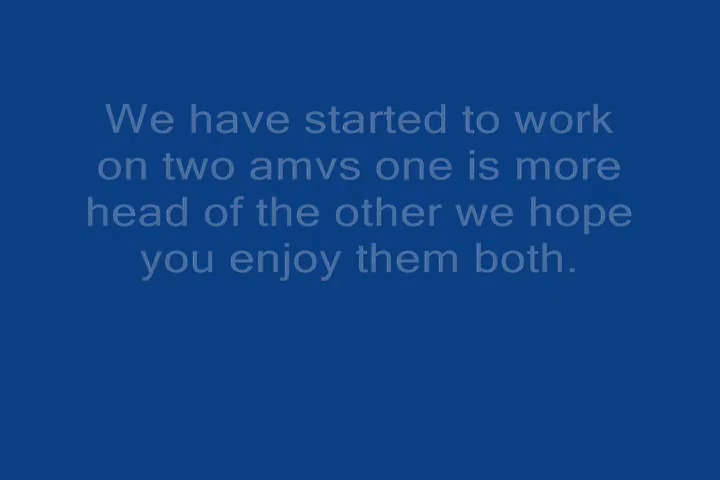 We have started to work
on two amvs one is more
head of the other we hope
you enjoy them both.